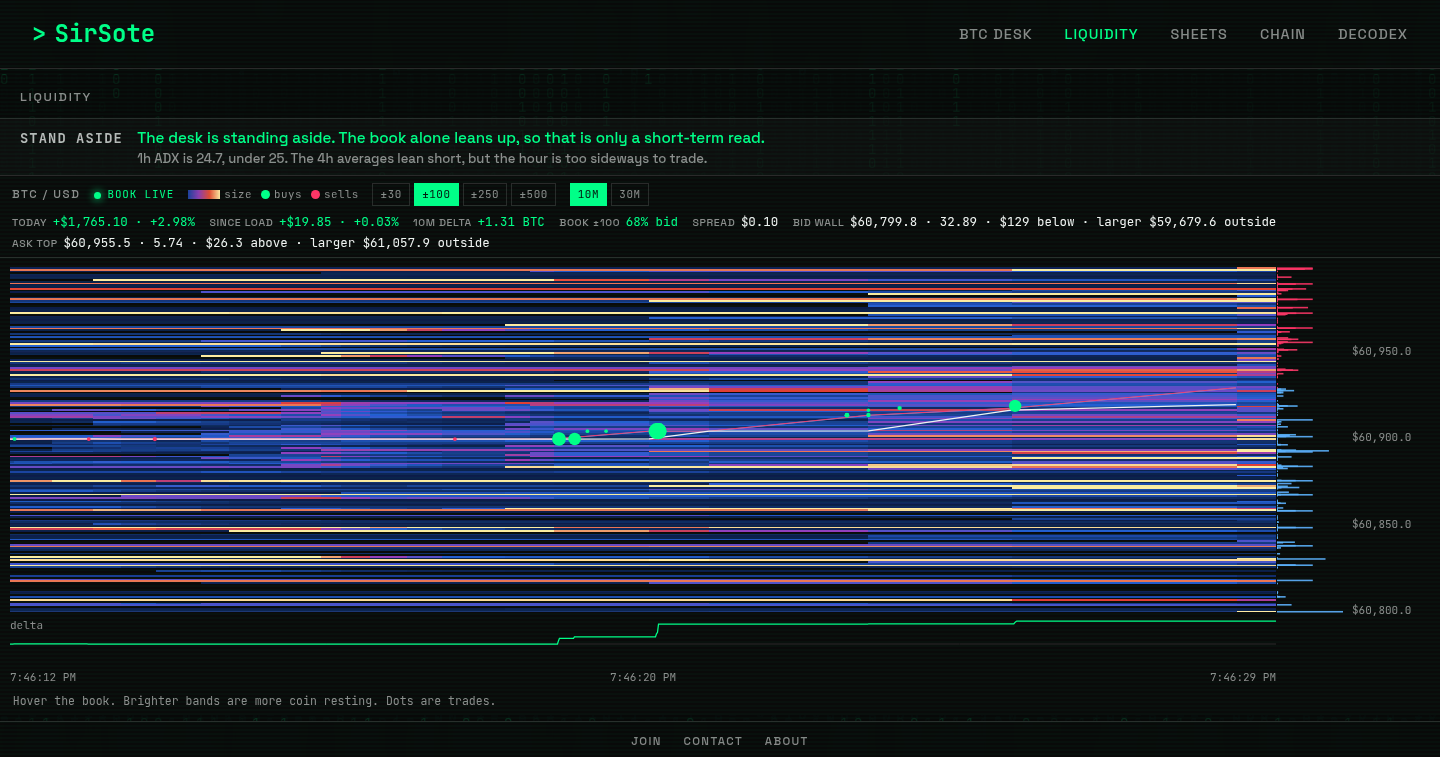 > SirSote
BTC DESK LIQUIDITY SHEETS CHAIN DECODEX
LIQUIDITY
STAND ASIDE The desk is standing aside. The book alone leans up, so that is only a short-term read.
1h ADX is 24.7, under 25. The 4h averages lean short, but the hour is too sideways to trade.
BTC / USD BOOK LIVE size buys sells ±30 ±100 ±250 ±500 10M 30M
TODAY +$1,765.10 · +2.98% SINCE LOAD +$19.85 · +0.03% 10M DELTA +1.31 BTC BOOK ±100 68% bid SPREAD $0.10 BID WALL $60,799.8 · 32.89 · $129 below · larger $59,679.6 outside
ASK TOP $60,955.5 · 5.74 · $26.3 above · larger $61,057.9 outside
$60,950.0
$60,900.0
$60,850.0
$60,800.0
delta
7:46:12 PM 7:46:20 PM 7:46:29 PM
Hover the book. Brighter bands are more coin resting. Dots are trades.
JOIN CONTACT ABOUT